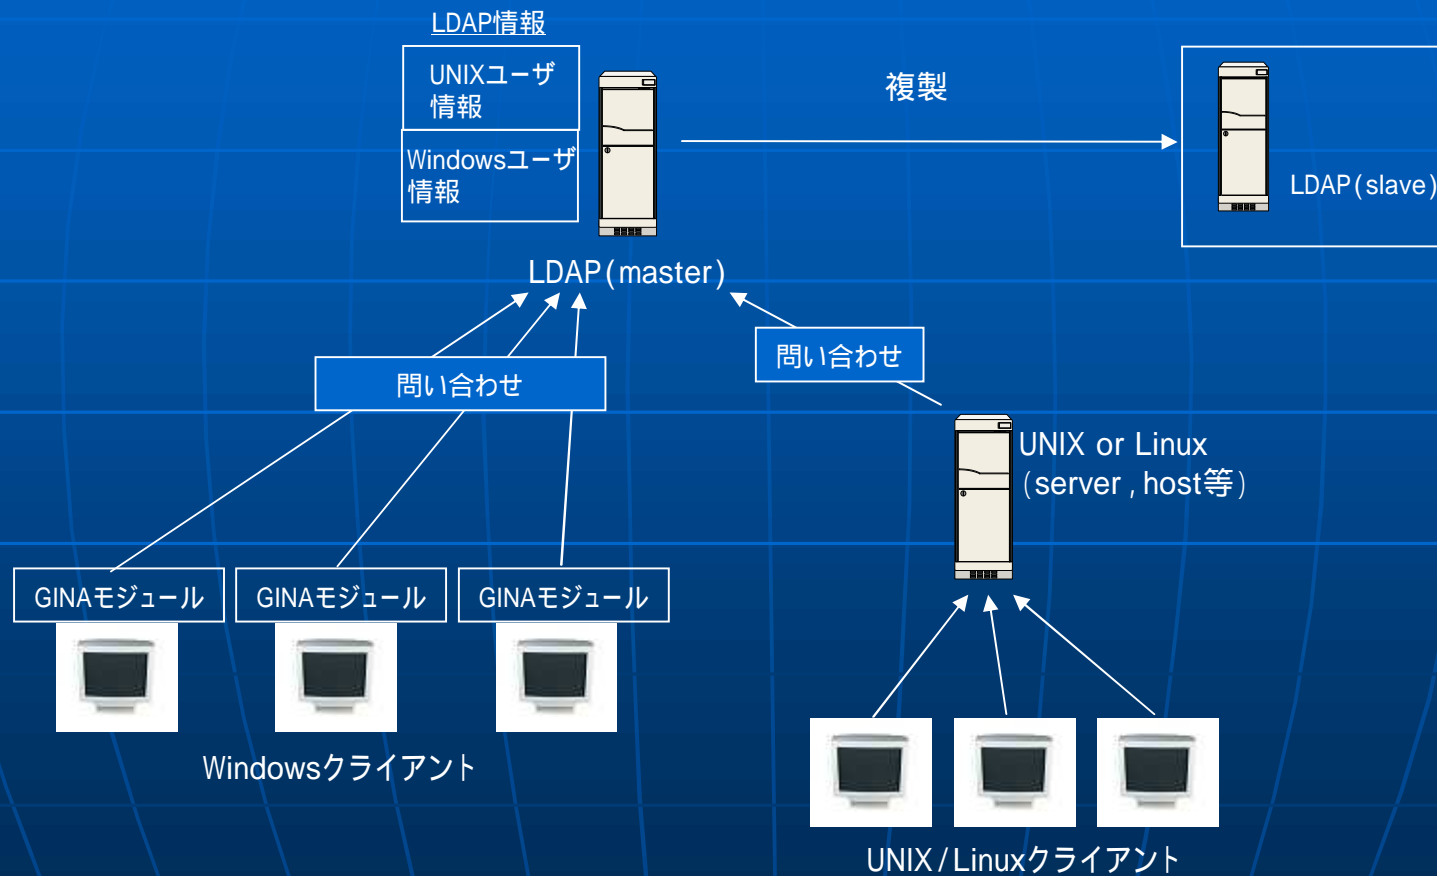 LDAP情報
UNIXユーザ
情報
Windowsユーザ
情報
複製
LDAP(slave)
LDAP(master)
問い合わせ
問い合わせ
UNIX or Linux
(server , host等)
GINAモジュール
GINAモジュール
GINAモジュール
Windowsクライアント
UNIX/Linuxクライアント